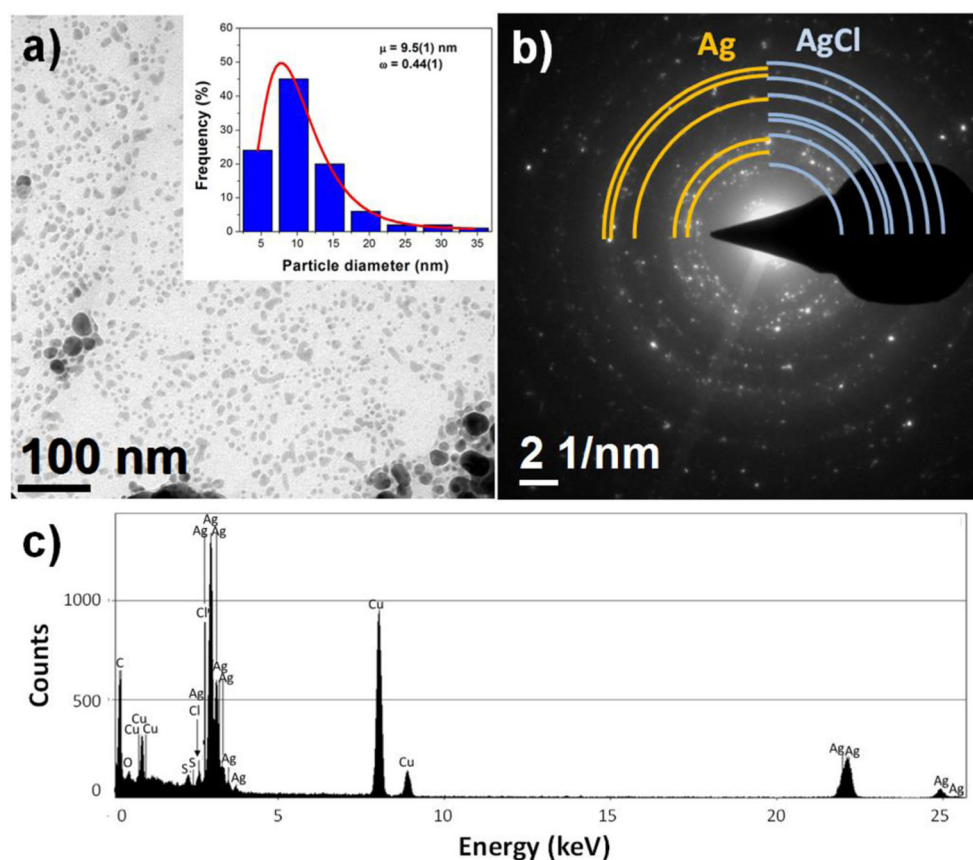 a)
60
50
40
30
20
10
0
Frequency (%)
μ = 9.5(1) nm
ω = 0.44(1)
5 10 15 20 25 30 35
Particle diameter (nm)
100 nm
b)
Ag AgCl
2 1/nm
c)
Counts
1000
500
0
C
O
Cu
Cu
Cu
S
S
Ag
Cl
Cl
Ag
Ag
Ag
Ag
Ag
Ag
Ag
Cu
Cu
Ag
Ag
Ag
Ag
0 5 10 15 20 25
Energy (keV)